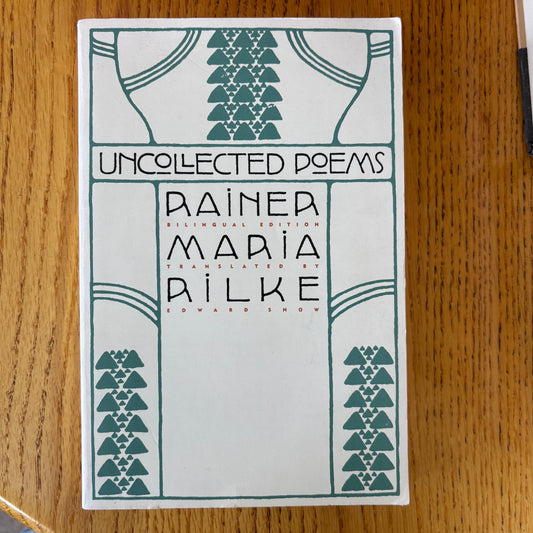 UNCOLLECTED POEMS
RAINER
BILINGUAL EDITION
MARIA
TRANSLATED BY
RILKE
EDWARD SNOW